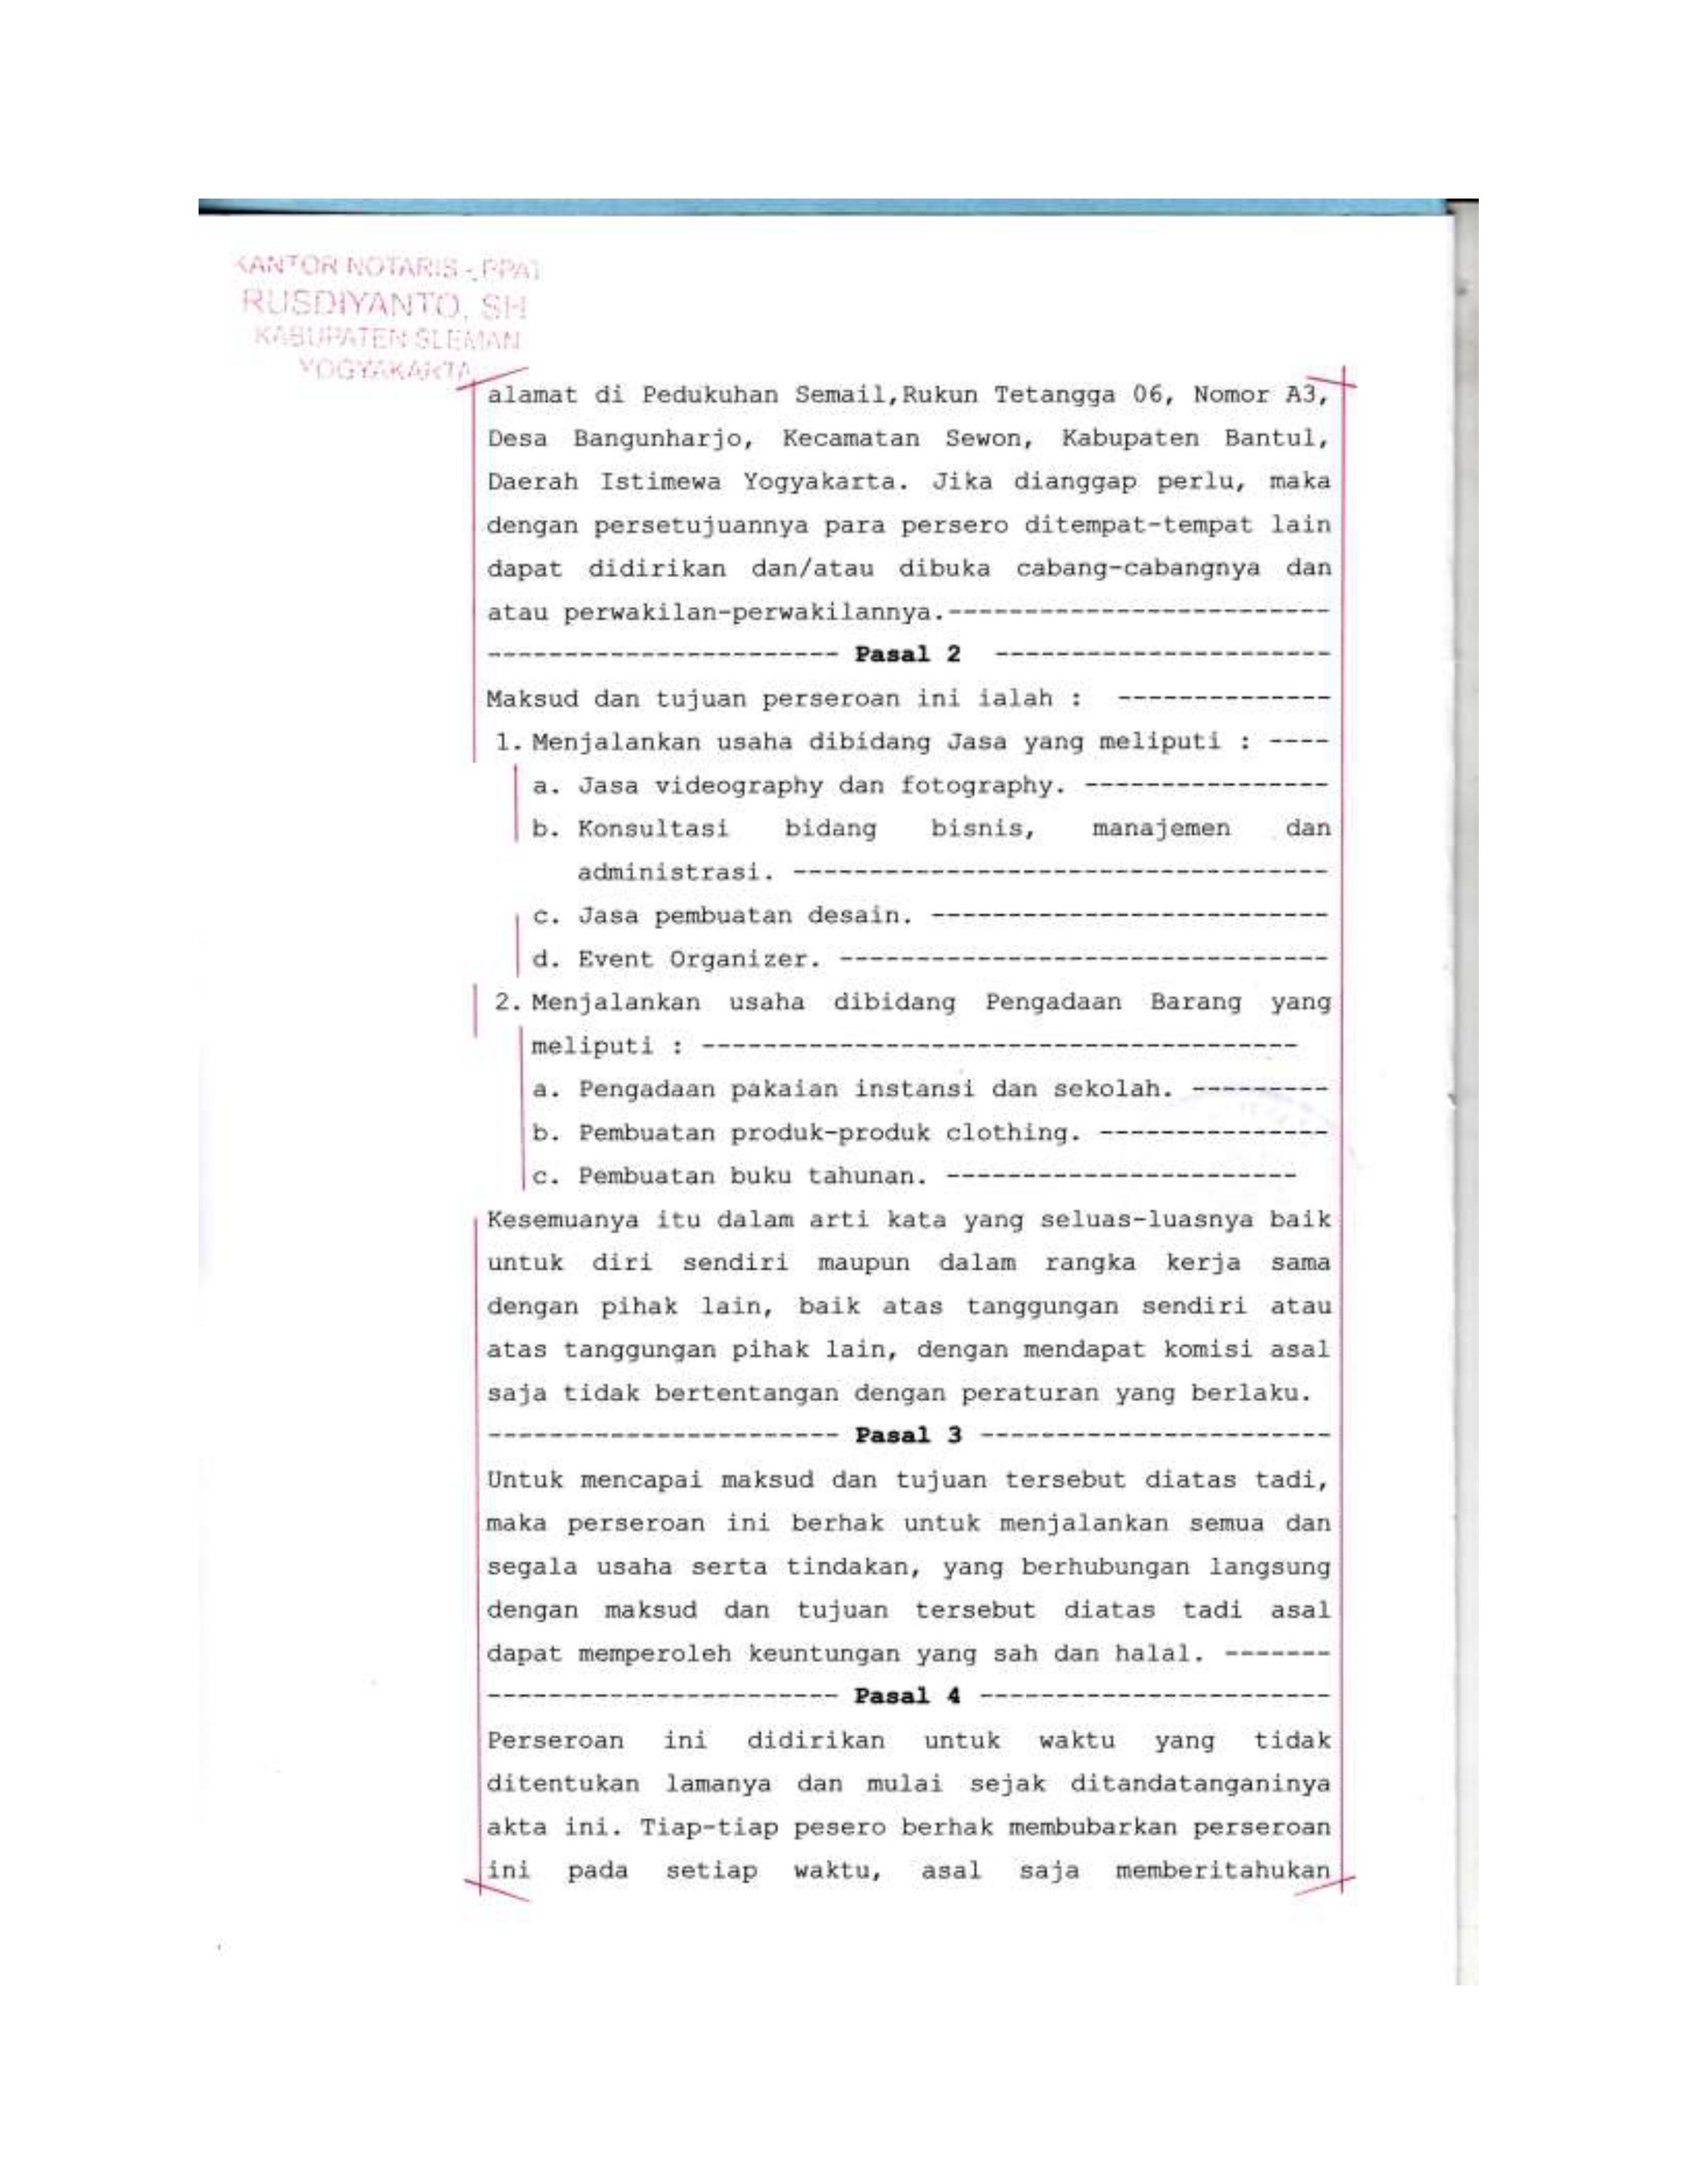 KANTOR NOTARIS - PPAT
RUSDIYANTO, SH
KABUPATEN SLEMAN
YOGYAKARTA
alamat di Pedukuhan Semail,Rukun Tetangga 06, Nomor A3,
Desa Bangunharjo, Kecamatan Sewon, Kabupaten Bantul,
Daerah Istimewa Yogyakarta. Jika dianggap perlu, maka
dengan persetujuannya para persero ditempat-tempat lain
dapat didirikan dan/atau dibuka cabang-cabangnya dan
atau perwakilan-perwakilannya.-------------------------
----------------------- Pasal 2 ----------------------
Maksud dan tujuan perseroan ini ialah : --------------
1. Menjalankan usaha dibidang Jasa yang meliputi : ----
a. Jasa videography dan fotography. ----------------
b. Konsultasi bidang bisnis, manajemen dan
administrasi. -----------------------------------
c. Jasa pembuatan desain. --------------------------
d. Event Organizer. --------------------------------
2. Menjalankan usaha dibidang Pengadaan Barang yang
meliputi : ---------------------------------------
a. Pengadaan pakaian instansi dan sekolah. ---------
b. Pembuatan produk-produk clothing. ---------------
c. Pembuatan buku tahunan. -----------------------
Kesemuanya itu dalam arti kata yang seluas-luasnya baik
untuk diri sendiri maupun dalam rangka kerja sama
dengan pihak lain, baik atas tanggungan sendiri atau
atas tanggungan pihak lain, dengan mendapat komisi asal
saja tidak bertentangan dengan peraturan yang berlaku.
----------------------- Pasal 3 -----------------------
Untuk mencapai maksud dan tujuan tersebut diatas tadi,
maka perseroan ini berhak untuk menjalankan semua dan
segala usaha serta tindakan, yang berhubungan langsung
dengan maksud dan tujuan tersebut diatas tadi asal
dapat memperoleh keuntungan yang sah dan halal. -------
----------------------- Pasal 4 -----------------------
Perseroan ini didirikan untuk waktu yang tidak
ditentukan lamanya dan mulai sejak ditandatanganinya
akta ini. Tiap-tiap pesero berhak membubarkan perseroan
ini pada setiap waktu, asal saja memberitahukan